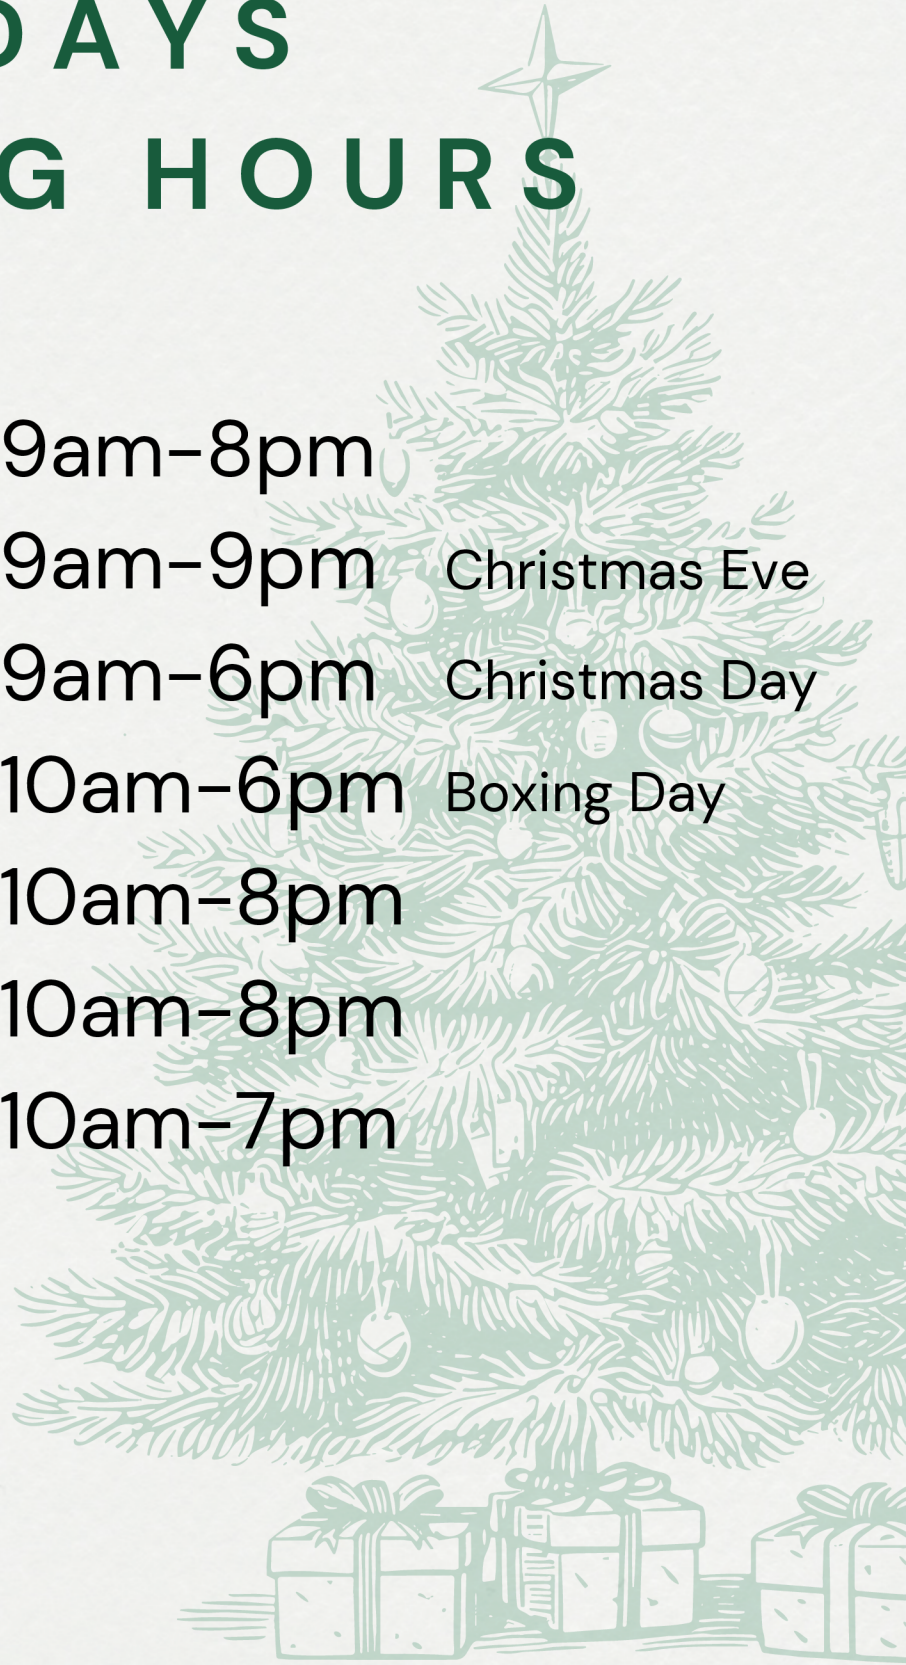 DAYS
G HOURS
9am-8pm
9am-9pm Christmas Eve
9am-6pm Christmas Day
10am-6pm Boxing Day
10am-8pm
10am-8pm
10am-7pm